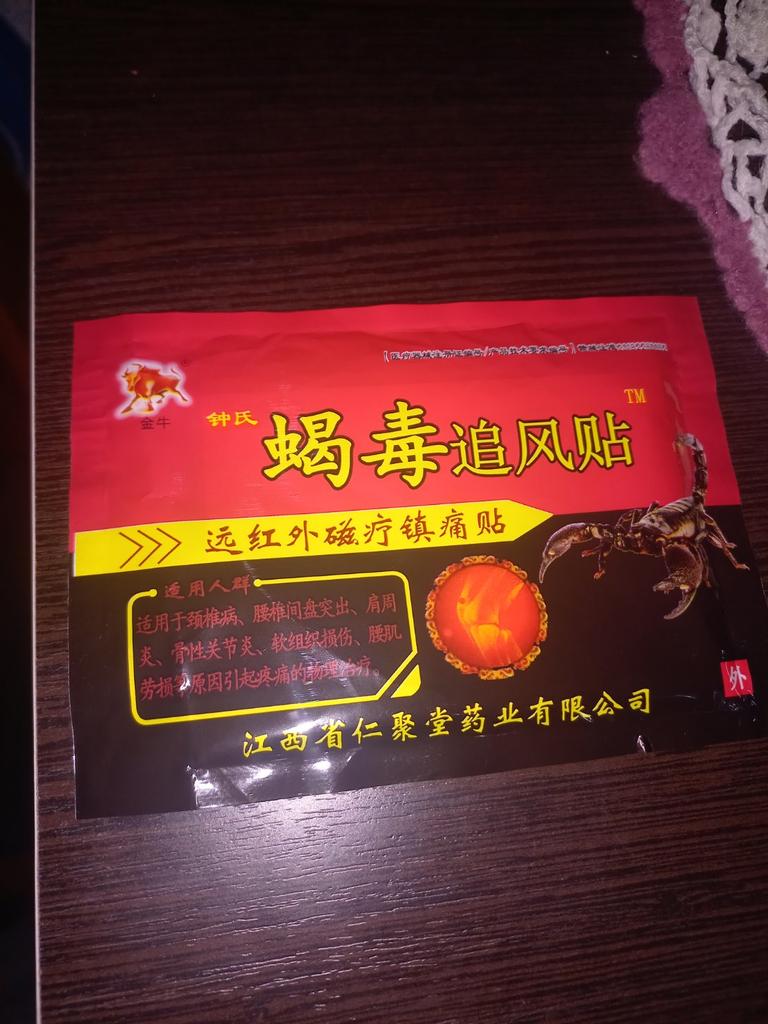 金牛
钟氏
蝎毒追风贴
TM
远红外磁疗镇痛贴
适用人群
适用于颈椎病、腰椎间盘突出、肩周
炎、骨性关节炎、软组织损伤、腰肌
劳损等原因引起疼痛的物理治疗。
外
江西省仁聚堂药业有限公司